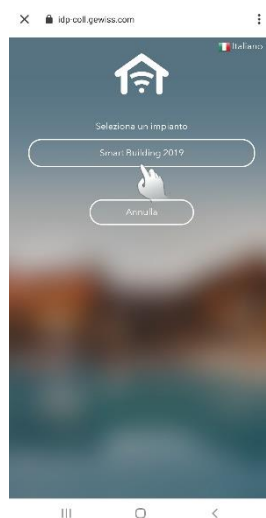 idp-coll.gewiss.com
Italiano
Seleziona un impianto
Smart Building 2019
Annulla